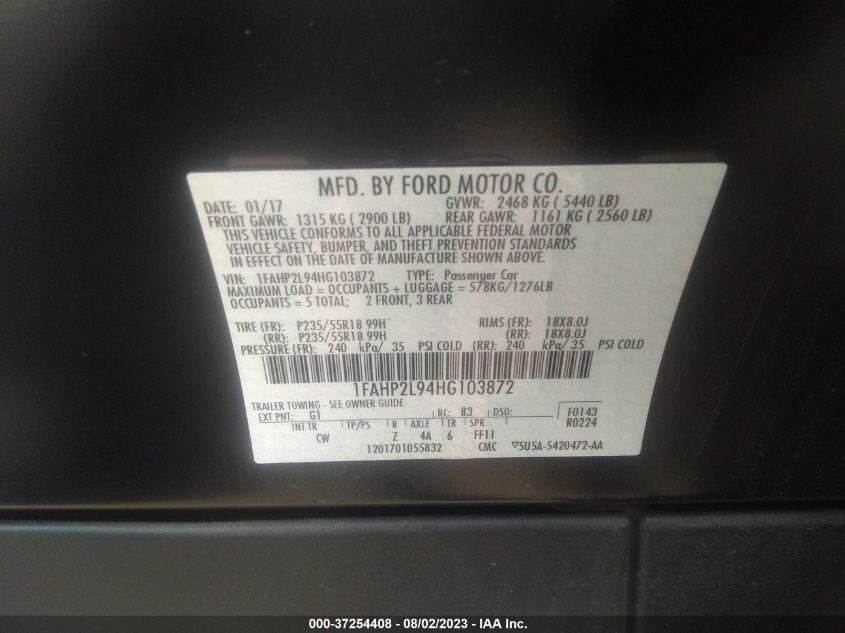 MFD. BY FORD MOTOR CO.
DATE: 01/17 GVWR: 2468 KG ( 5440 LB)
FRONT GAWR: 1315 KG ( 2900 LB) REAR GAWR: 1161 KG ( 2560 LB)
THIS VEHICLE CONFORMS TO ALL APPLICABLE FEDERAL MOTOR
VEHICLE SAFETY, BUMPER, AND THEFT PREVENTION STANDARDS
IN EFFECT ON THE DATE OF MANUFACTURE SHOWN ABOVE.
VIN: 1FAHP2L94HG103872 TYPE: Passenger Car
MAXIMUM LOAD = OCCUPANTS + LUGGAGE = 578KG/1276LB
OCCUPANTS = 5 TOTAL; 2 FRONT, 3 REAR
TIRE (FR): P235/55R18 99H RIMS (FR): 18X8.0J
(RR): P235/55R18 99H (RR): 18X8.0J
PRESSURE (FR): 240 kPa/ 35 PSI COLD (RR): 240 kPa/ 35 PSI COLD
1FAHP2L94HG103872
TRAILER TOWING - SEE OWNER GUIDE
EXT PNT: G1 RC: 83 DSO: F0143
INT TR TP/PS R AXLE TR SPR R0224
CW Z 4A 6 FF11
1201701055832 CMC ▽5U5A-5420472-AA
000-37254408 - 08/02/2023 - IAA Inc.